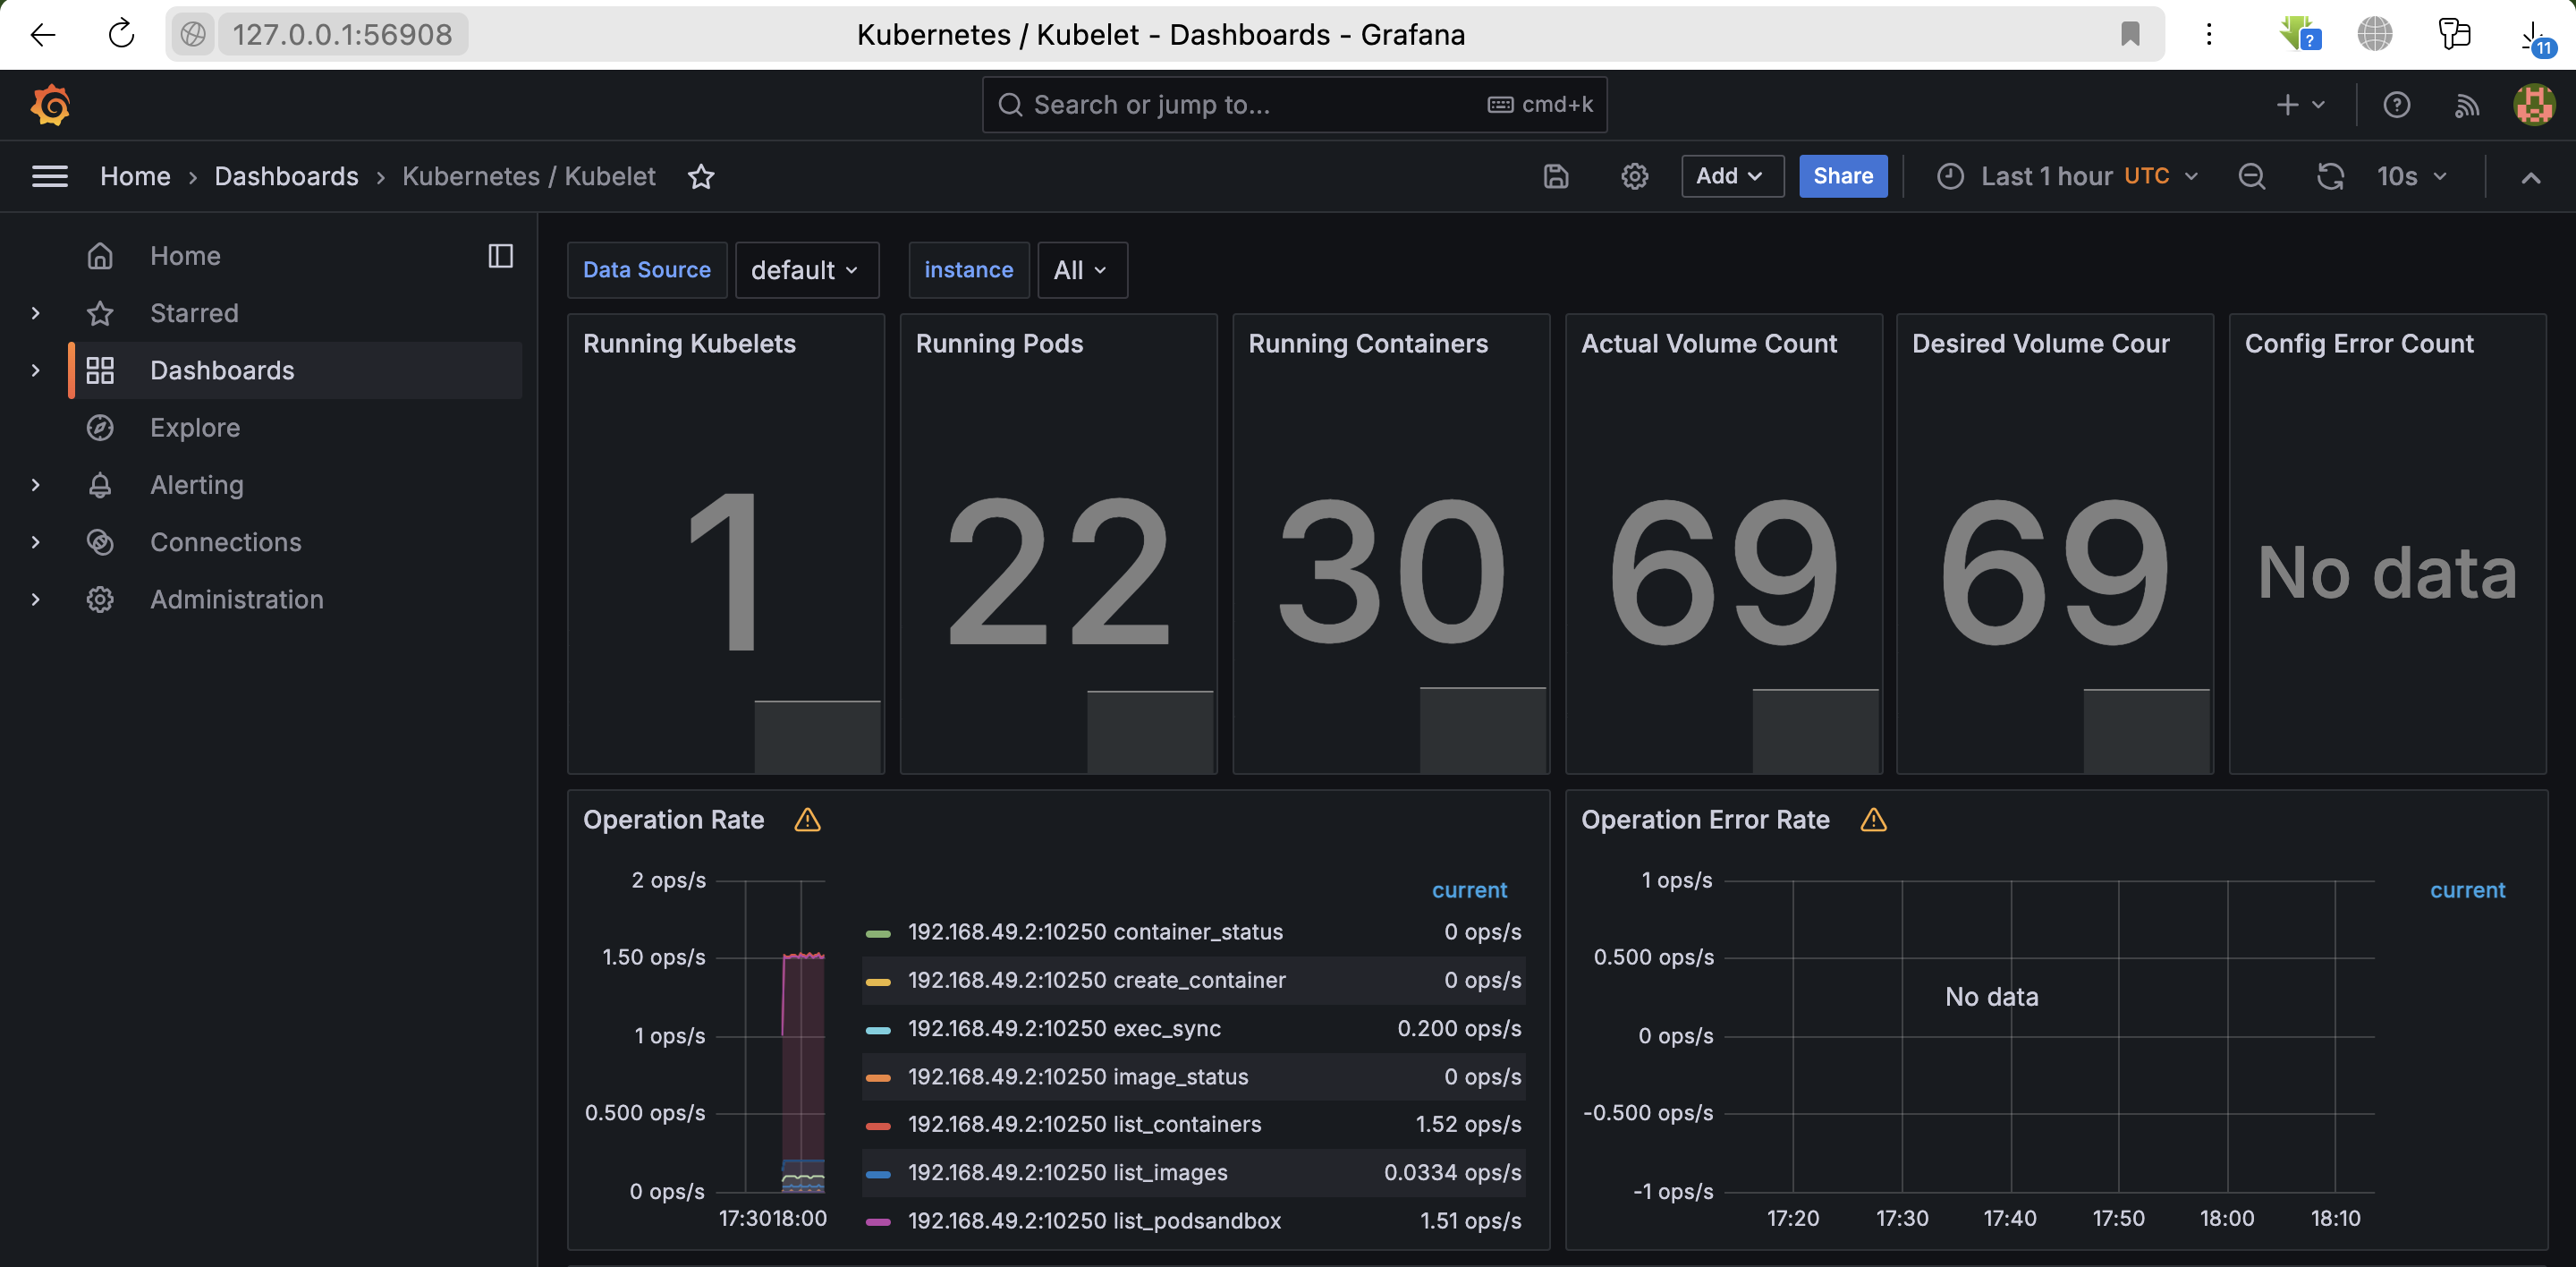 127.0.0.1:56908
Kubernetes / Kubelet - Dashboards - Grafana
?
11
Search or jump to...
cmd+k
Home
Dashboards
Kubernetes / Kubelet
Add
Share
Last 1 hour UTC
10s
Home
Starred
Dashboards
Explore
Alerting
Connections
Administration
Data Source
default
instance
All
Running Kubelets
1
Running Pods
22
Running Containers
30
Actual Volume Count
69
Desired Volume Cour
69
Config Error Count
No data
Operation Rate
2 ops/s
1.50 ops/s
1 ops/s
0.500 ops/s
0 ops/s
17:30
18:00
current
192.168.49.2:10250 container_status 0 ops/s
192.168.49.2:10250 create_container 0 ops/s
192.168.49.2:10250 exec_sync 0.200 ops/s
192.168.49.2:10250 image_status 0 ops/s
192.168.49.2:10250 list_containers 1.52 ops/s
192.168.49.2:10250 list_images 0.0334 ops/s
192.168.49.2:10250 list_podsandbox 1.51 ops/s
Operation Error Rate
1 ops/s
0.500 ops/s
0 ops/s
-0.500 ops/s
-1 ops/s
No data
17:20
17:30
17:40
17:50
18:00
18:10
current